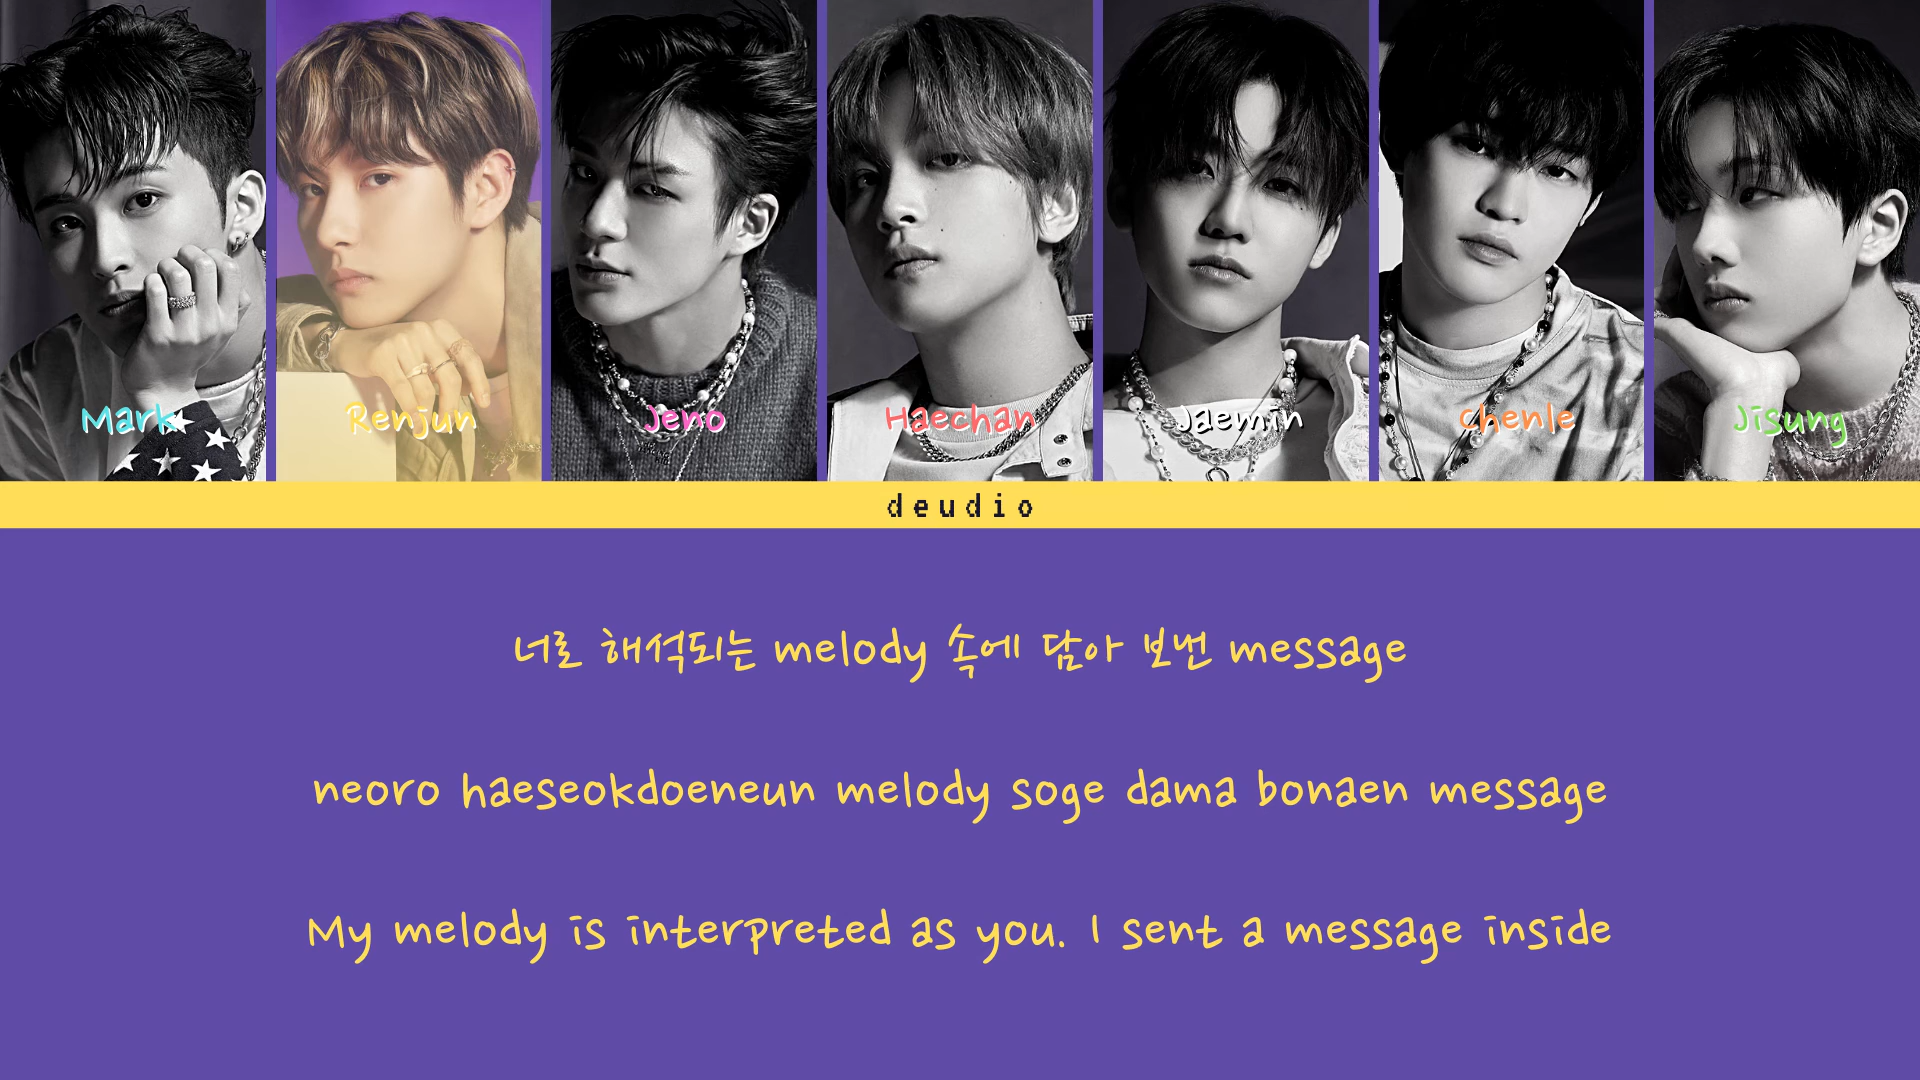 Mark Renjun Jeno Haechan Jaemin Chenle Jisung
deudio
너로 해석되는 melody 속에 담아 보낸 message
neoro haeseokdoeneun melody soge dama bonaen message
My melody is interpreted as you. I sent a message inside